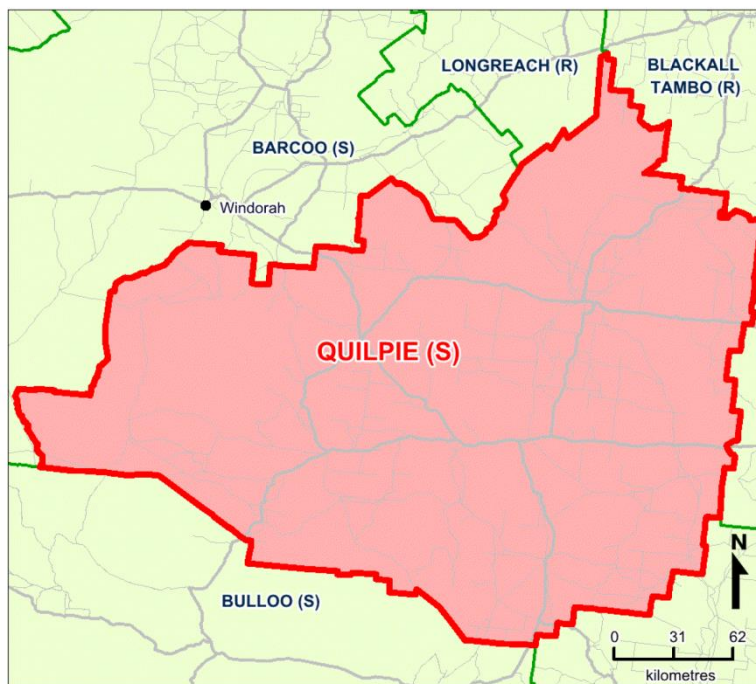 LONGREACH (R)
BLACKALL
TAMBO (R)
BARCOO (S)
Windorah
QUILPIE (S)
BULLOO (S)
N
0 31 62
kilometres